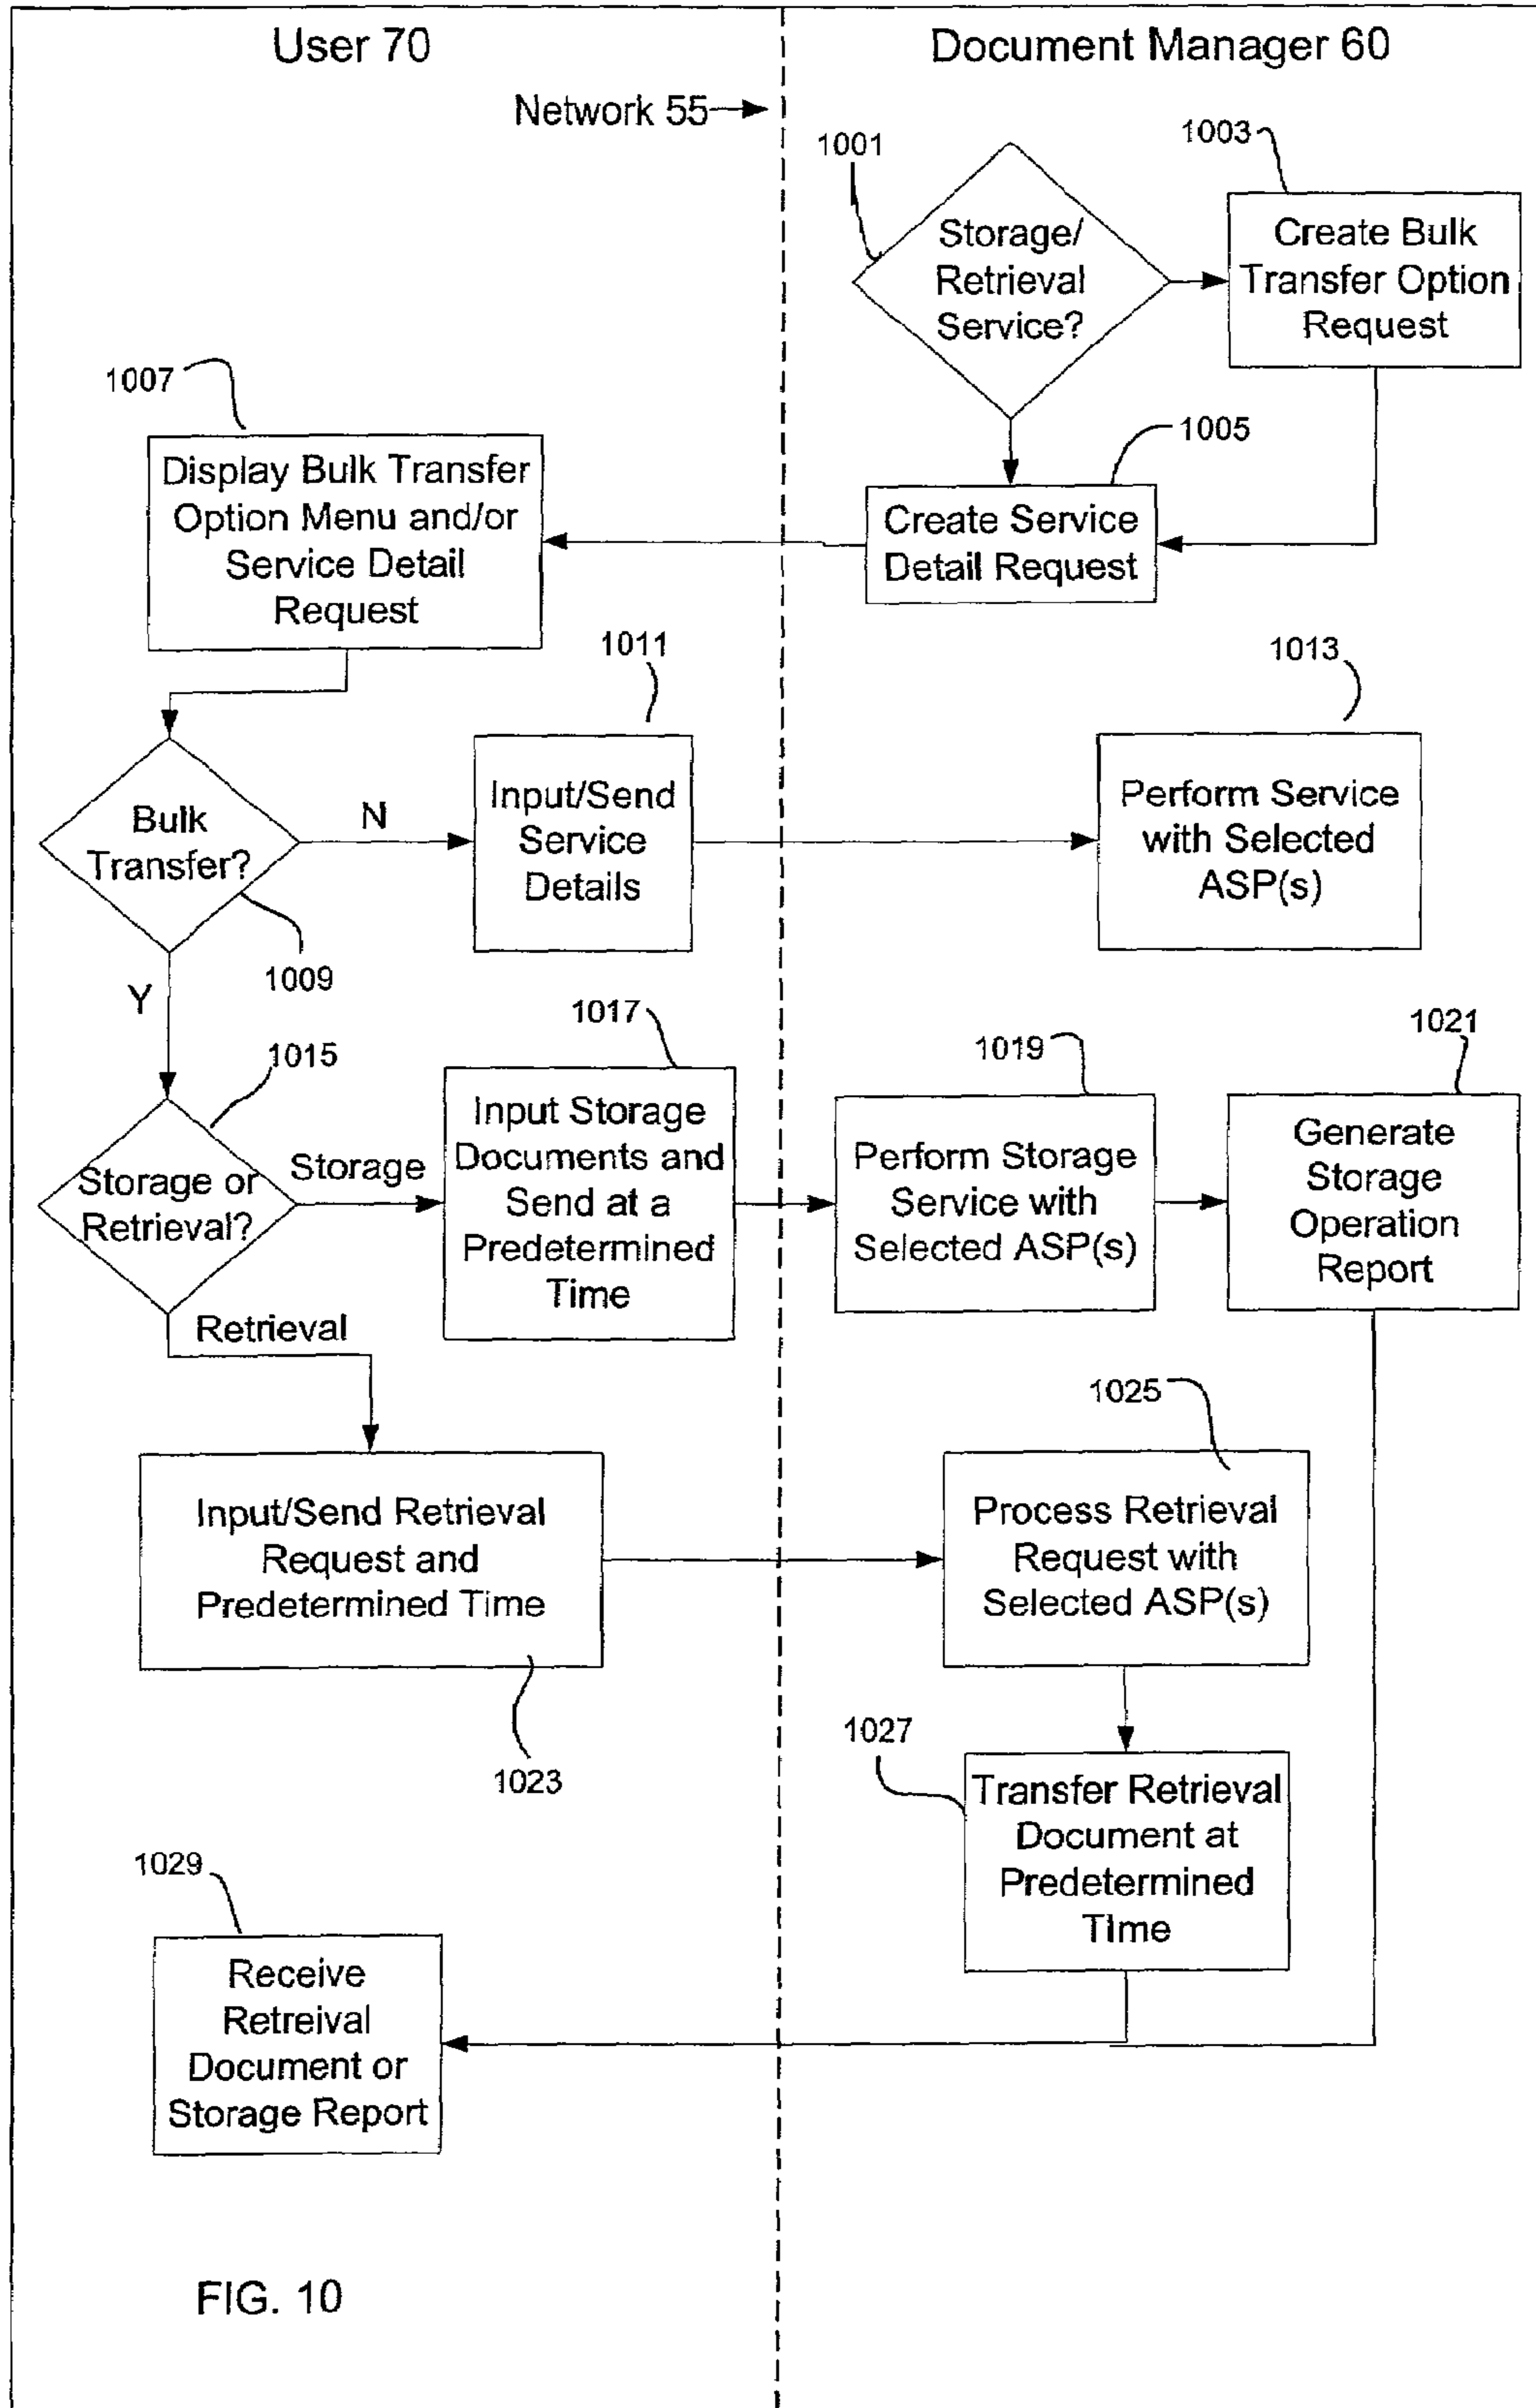 User 70
Document Manager 60
Network 55
1001
1003
Storage/
Retrieval
Service?
Create Bulk
Transfer Option
Request
1007
1005
Display Bulk Transfer
Option Menu and/or
Service Detail
Request
Create Service
Detail Request
1011
1013
Bulk
Transfer?
N
Input/Send
Service
Details
Perform Service
with Selected
ASP(s)
1009
Y
1015
1017
1019
1021
Storage or
Retrieval?
Storage
Input Storage
Documents and
Send at a
Predetermined
Time
Perform Storage
Service with
Selected ASP(s)
Generate
Storage
Operation
Report
Retrieval
1025
Input/Send Retrieval
Request and
Predetermined Time
Process Retrieval
Request with
Selected ASP(s)
1023
1027
Transfer Retrieval
Document at
Predetermined
TIme
1029
Receive
Retreival
Document or
Storage Report
FIG. 10